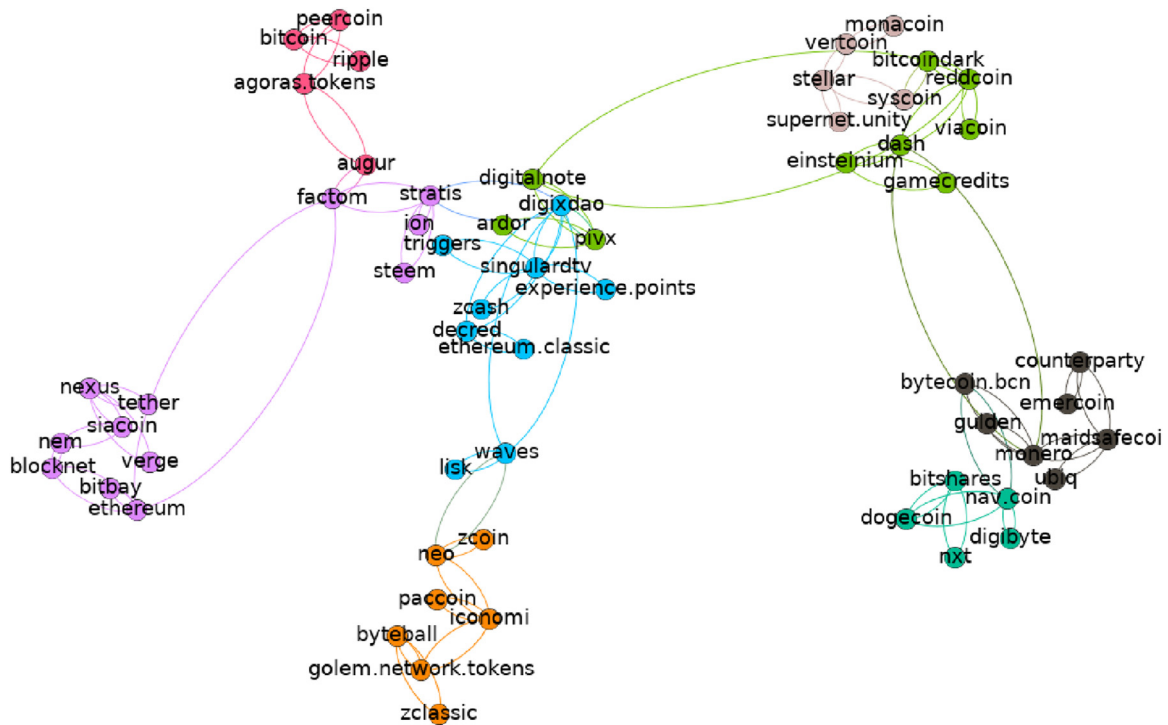 peercoin
bitcoin
ripple
agoras.tokens
augur
factom
stratis
ion
triggers
steem
digitalnote
digixdao
ardor
pivx
singulardtv
experience.points
zcash
decred
ethereum.classic
monacoin
vertcoin
bitcoindark
stellar
reddcoin
syscoin
supernet.unity
viacoin
dash
einsteinium
gamecredits
nexus
tether
siacoin
nem
verge
blocknet
bitbay
ethereum
waves
lisk
counterparty
bytecoin.bcn
emercoin
gulden
maidsafecoi
monero
ubiq
bitshares
nav.coin
dogecoin
digibyte
nxt
zcoin
neo
paccoin
iconomi
byteball
golem.network.tokens
zclassic